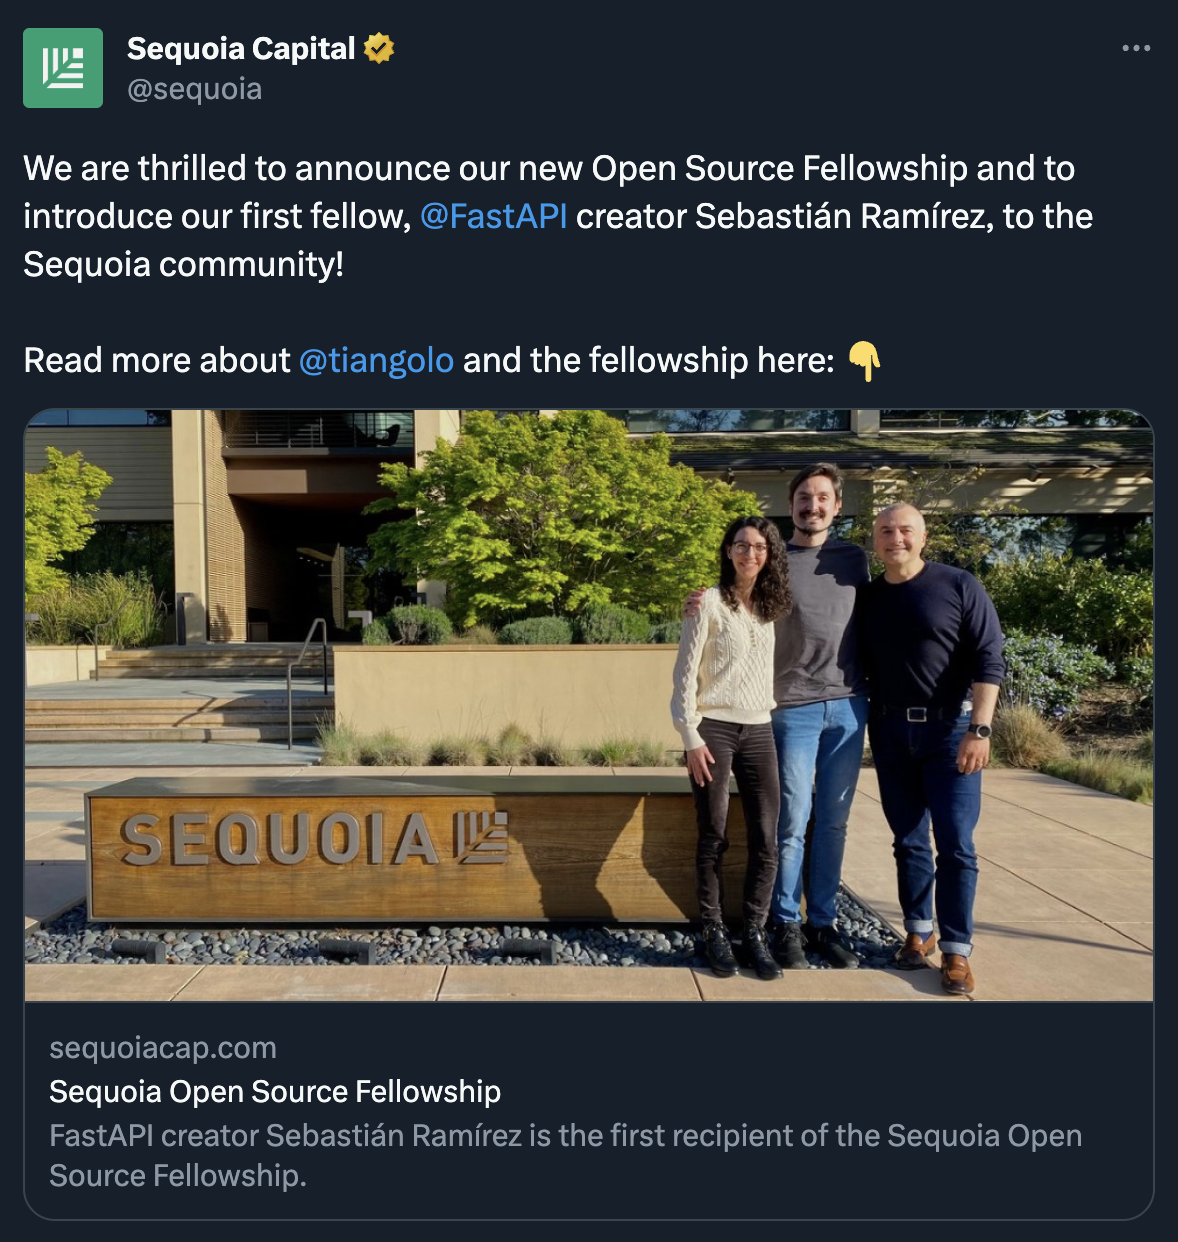 Sequoia Capital
@sequoia
We are thrilled to announce our new Open Source Fellowship and to
introduce our first fellow, @FastAPI creator Sebastián Ramírez, to the
Sequoia community!
Read more about @tiangolo and the fellowship here: 👇
SEQUOIA
sequoiacap.com
Sequoia Open Source Fellowship
FastAPI creator Sebastián Ramírez is the first recipient of the Sequoia Open
Source Fellowship.